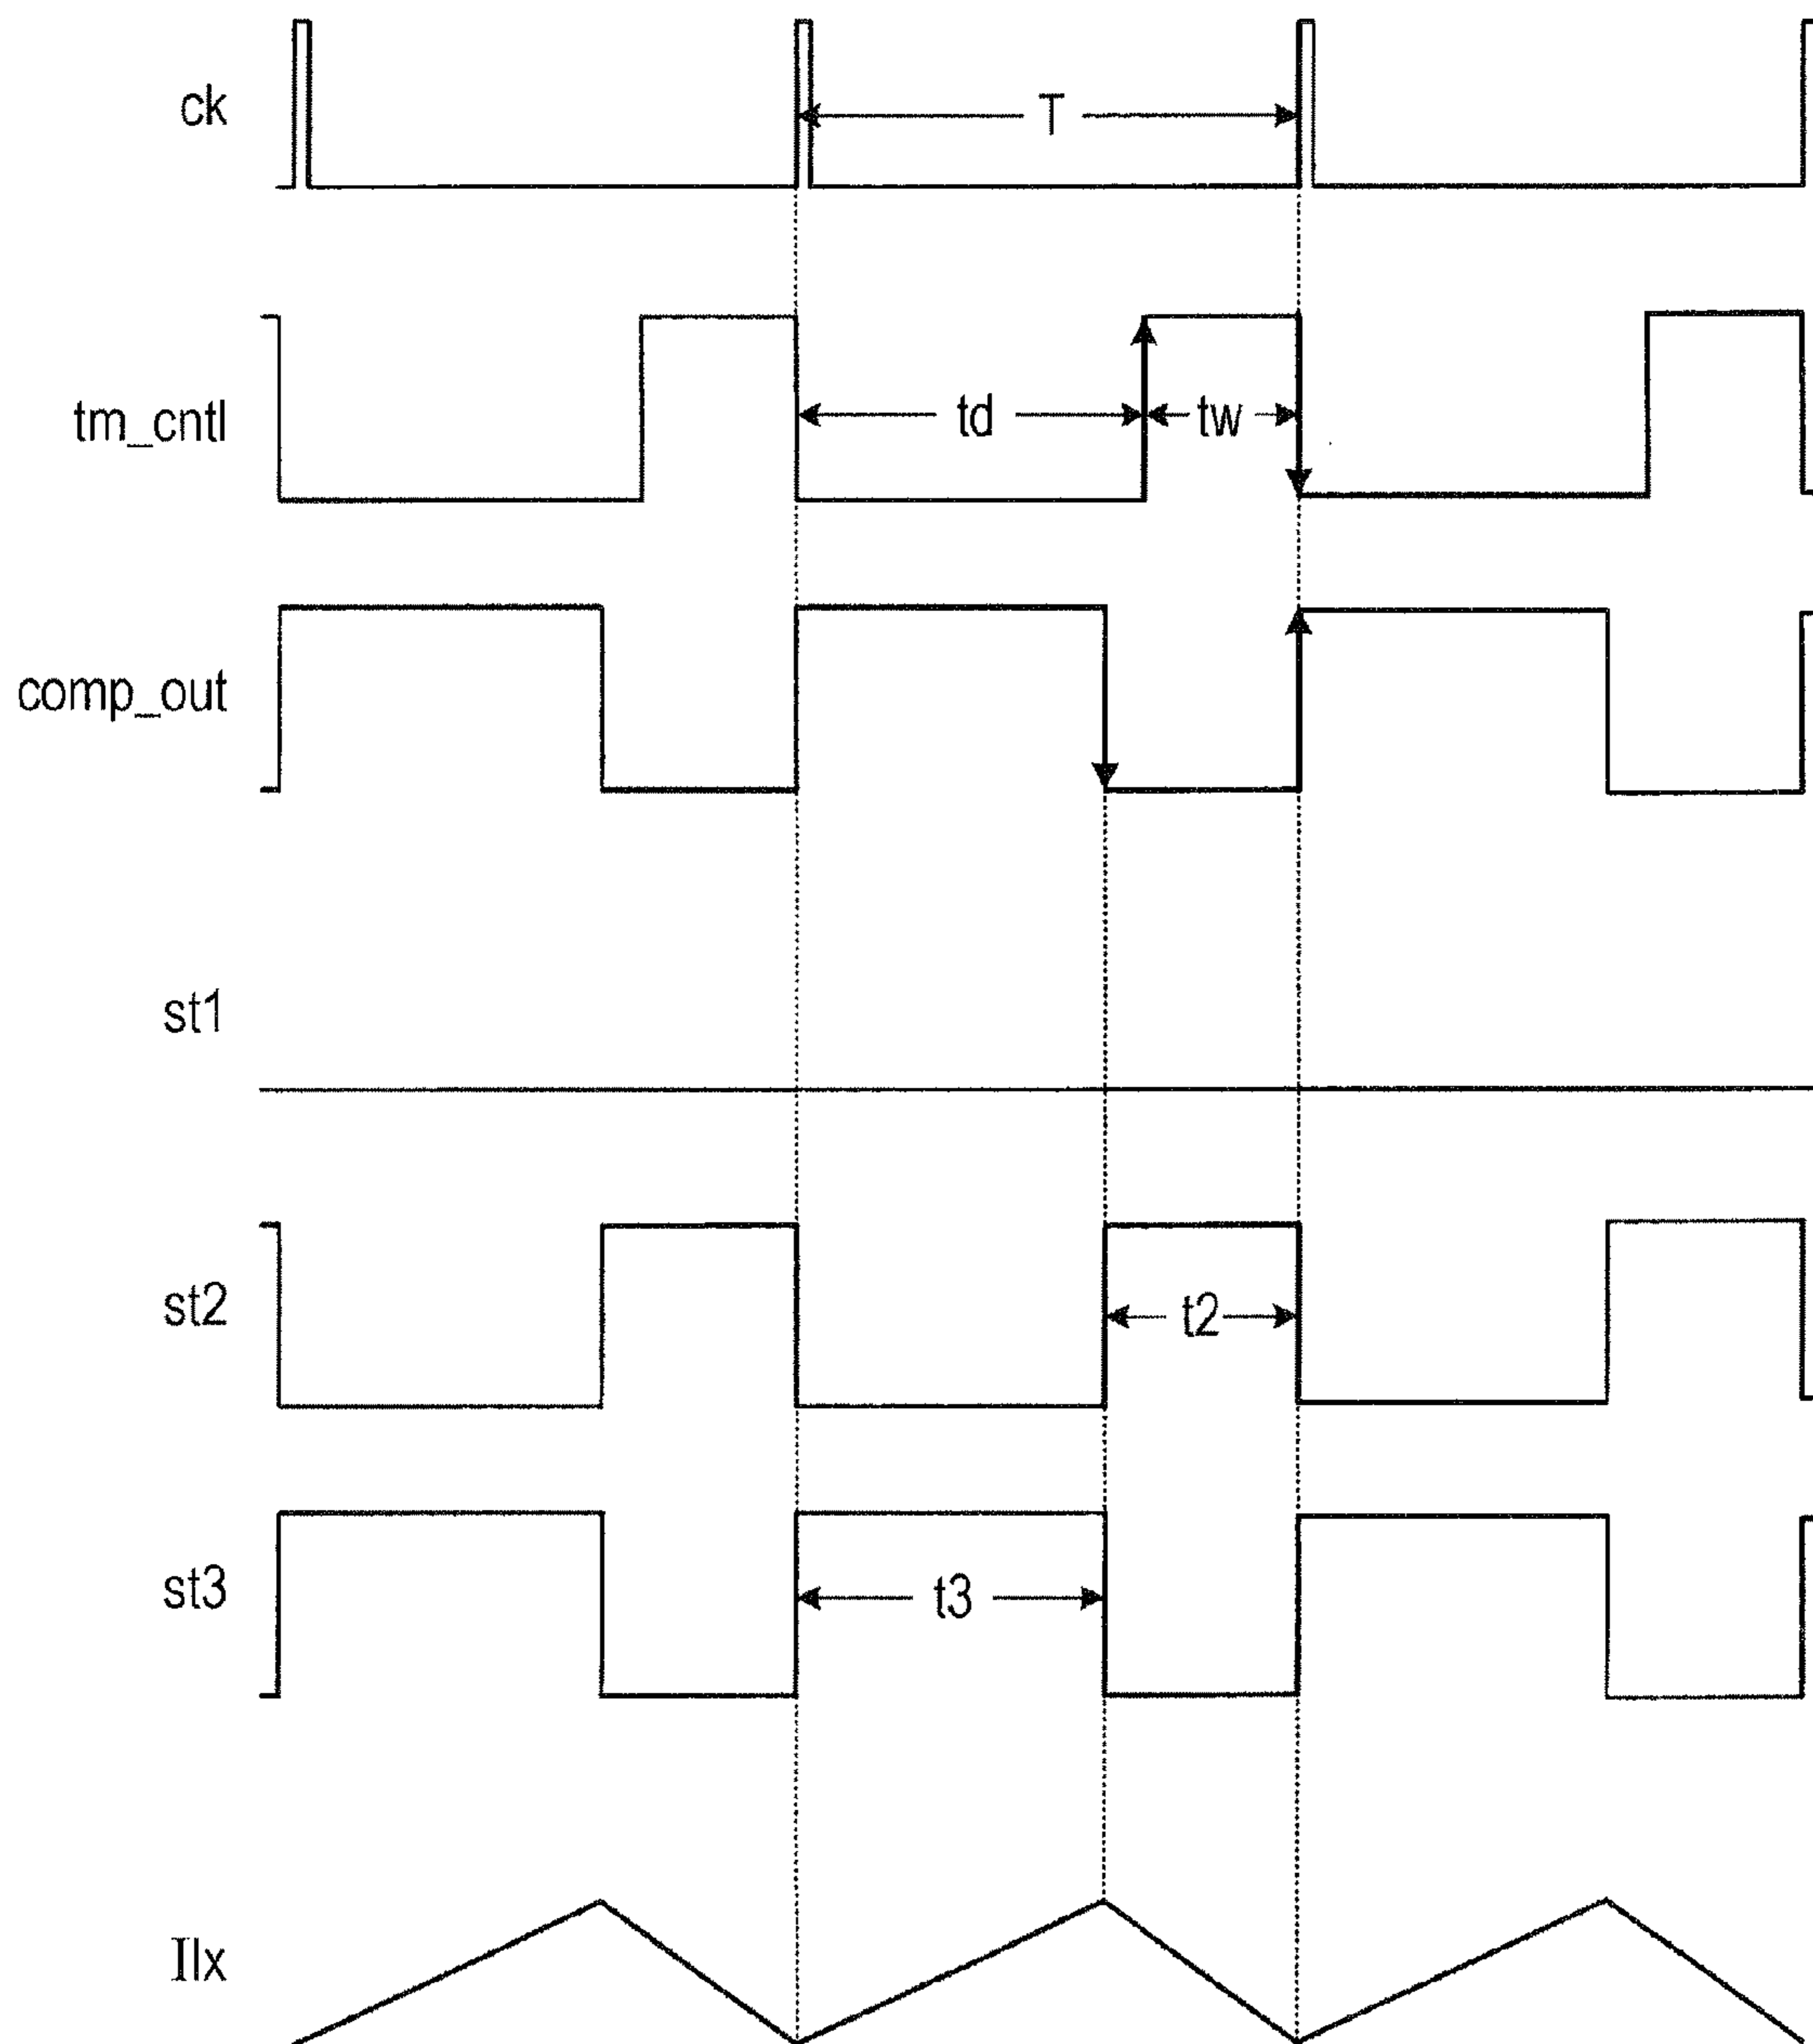 ck
T
tm_cntl
td
tw
comp_out
st1
st2
t2
st3
t3
Ilx